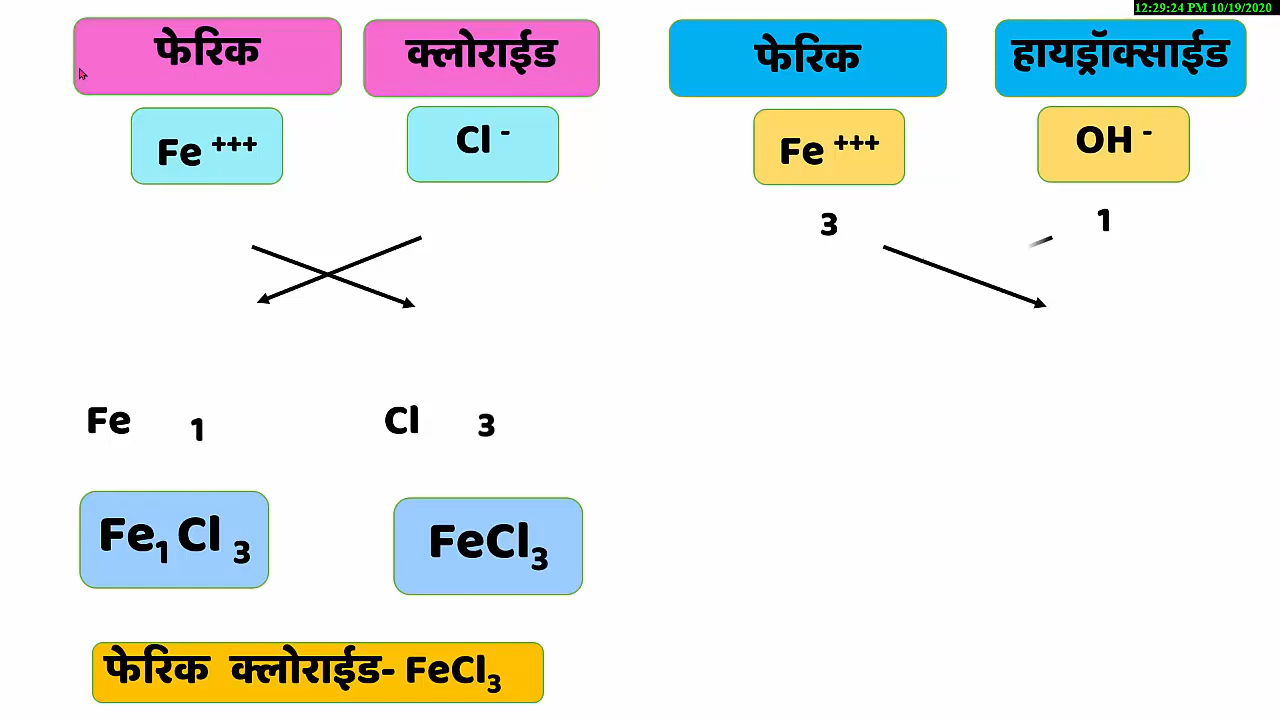 12:29:24 PM 10/19/2020
फेरिक क्लोराईड
Fe +++ Cl -
Fe 1 Cl 3
Fe1 Cl 3 FeCl3
फेरिक क्लोराईड- FeCl3
फेरिक हायड्रॉक्साईड
Fe +++ OH -
3 1